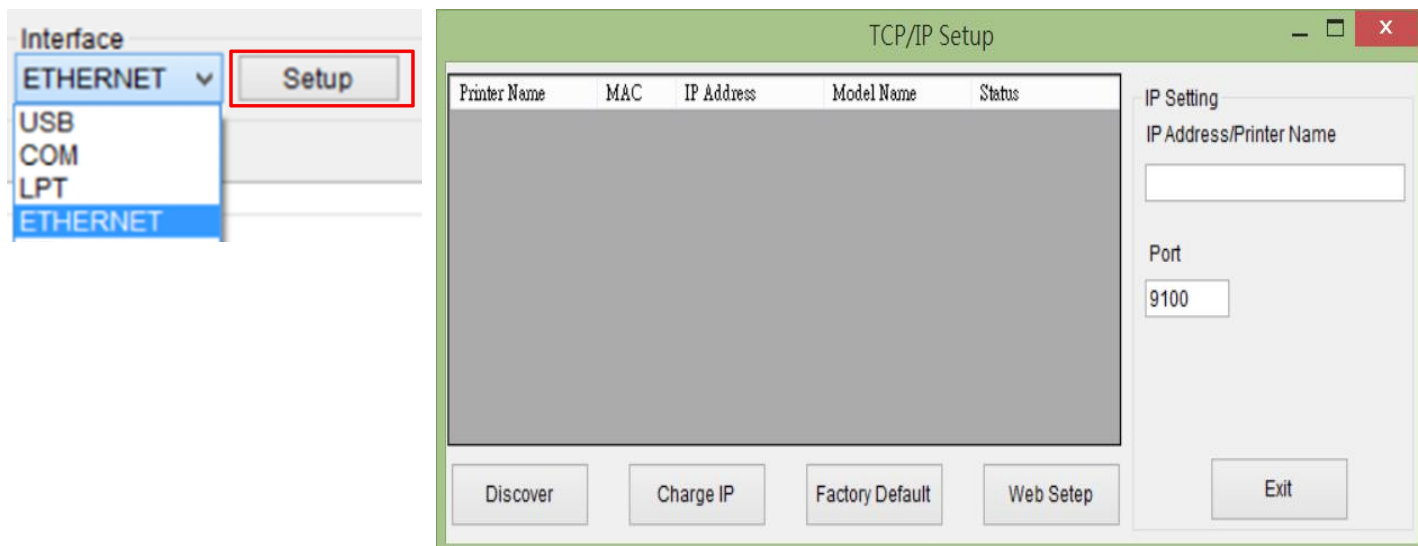 Interface
ETHERNET Setup
USB
COM
LPT
ETHERNET
TCP/IP Setup
Printer Name MAC IP Address Model Name Status
IP Setting
IP Address/Printer Name
Port
9100
Discover Charge IP Factory Default Web Setep Exit